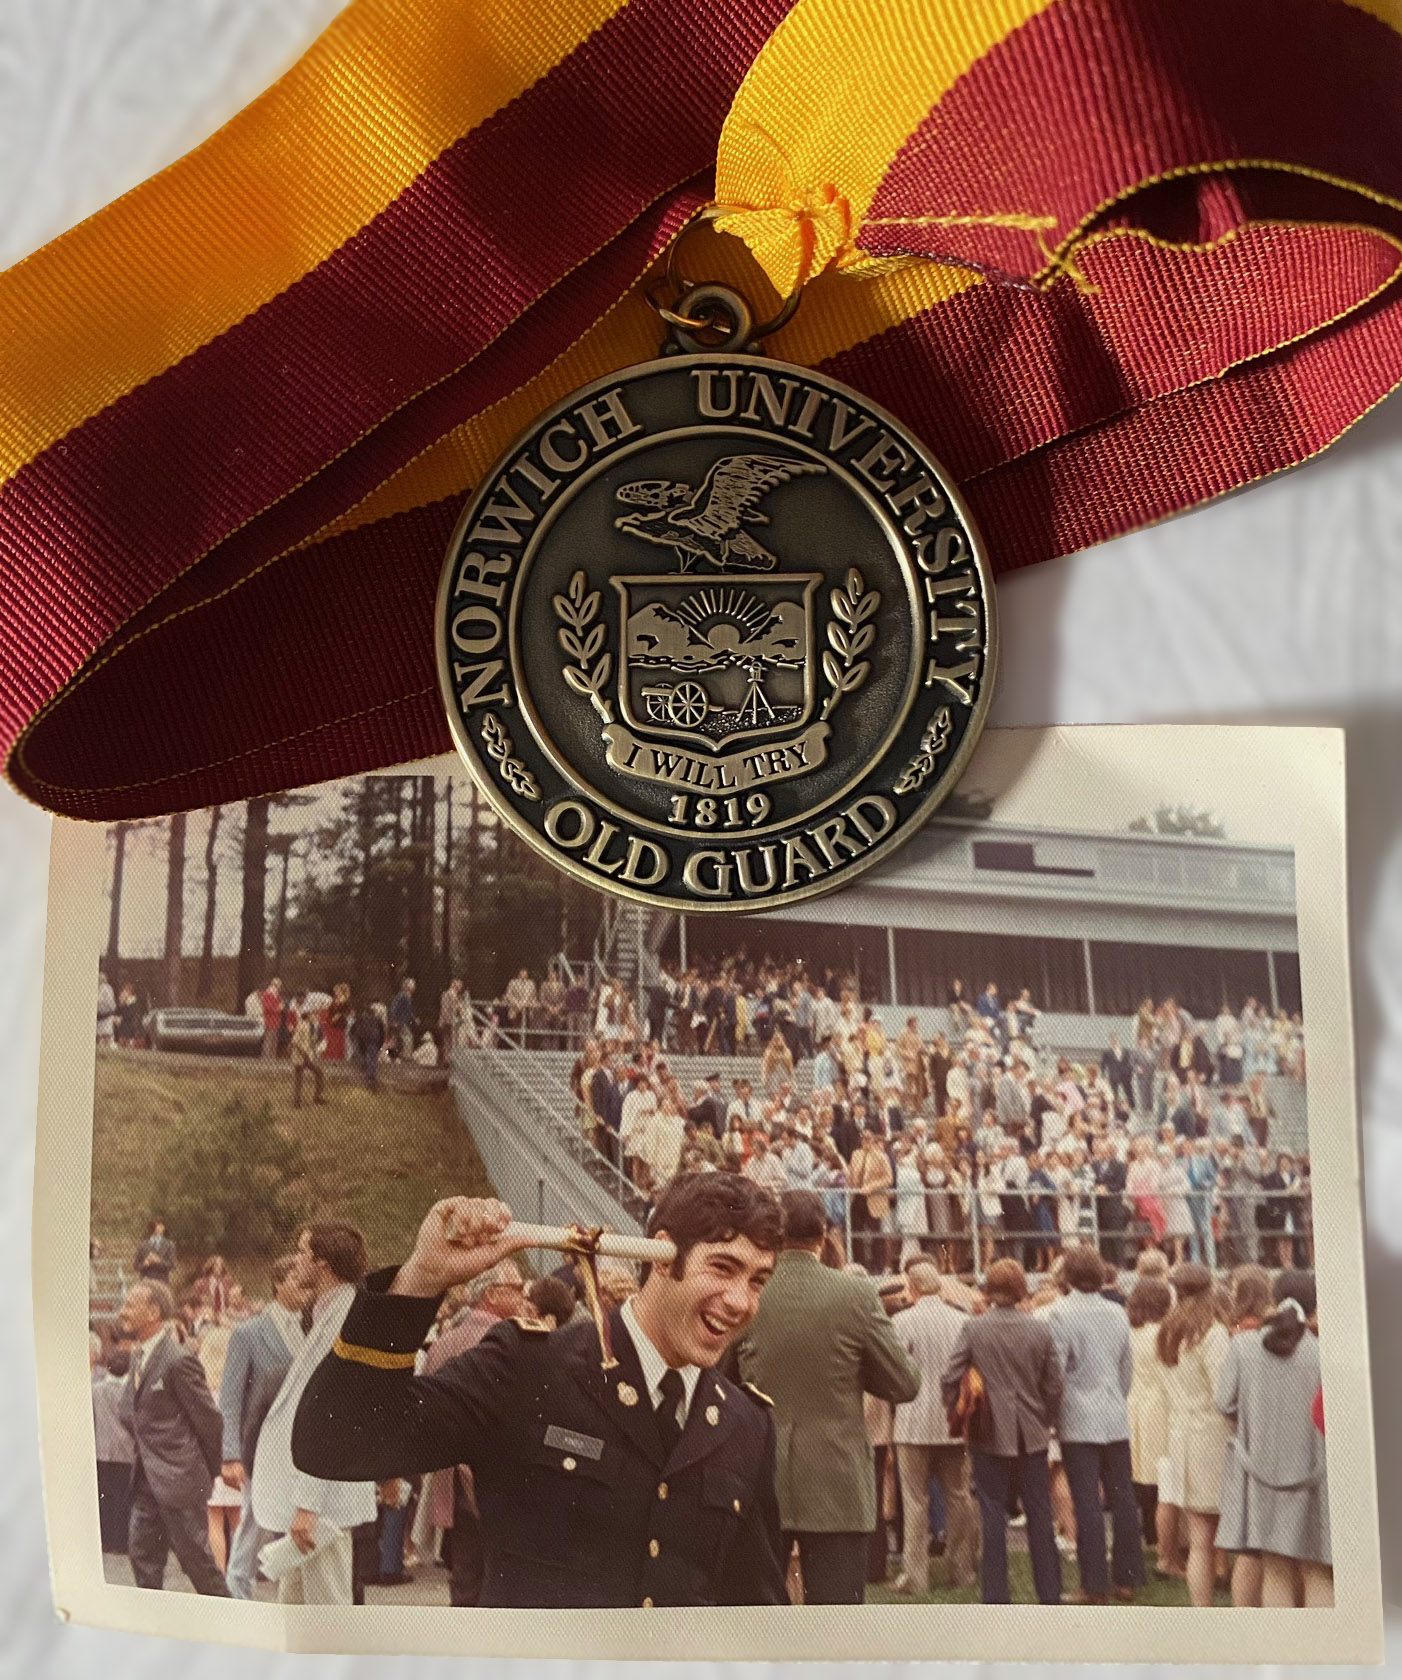 NORWICH UNIVERSITY
I WILL TRY
1819
OLD GUARD